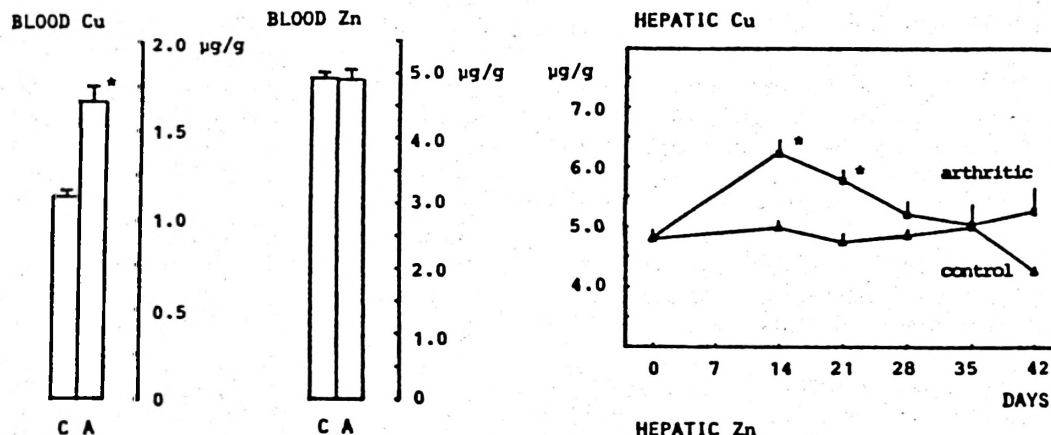 BLOOD Cu
BLOOD Zn
HEPATIC Cu
2.0 µg/g
1.5
1.0
0.5
0
*
C A
5.0 µg/g
4.0
3.0
2.0
1.0
0
C A
µg/g
7.0
6.0
5.0
4.0
*
*
arthritic
control
0 7 14 21 28 35 42
DAYS
HEPATIC Zn